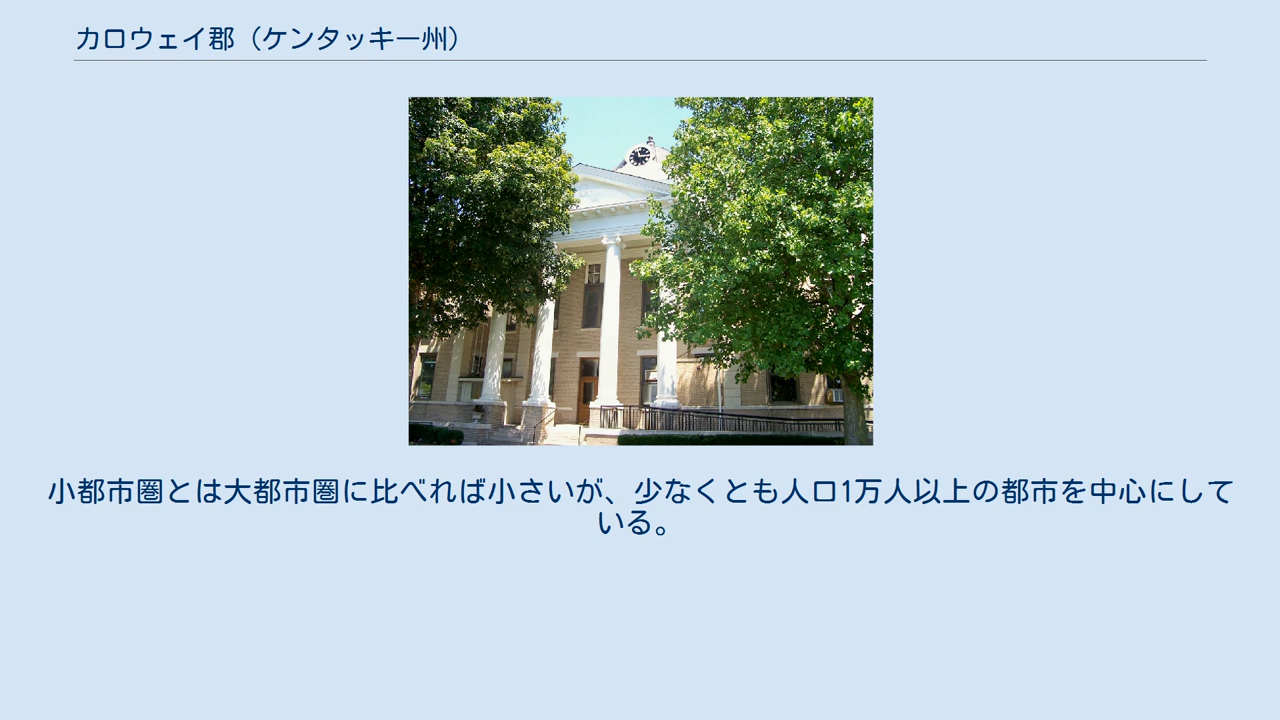 カロウェイ郡（ケンタッキー州）
小都市圏とは大都市圏に比べれば小さいが、少なくとも人口1万人以上の都市を中心にして
いる。